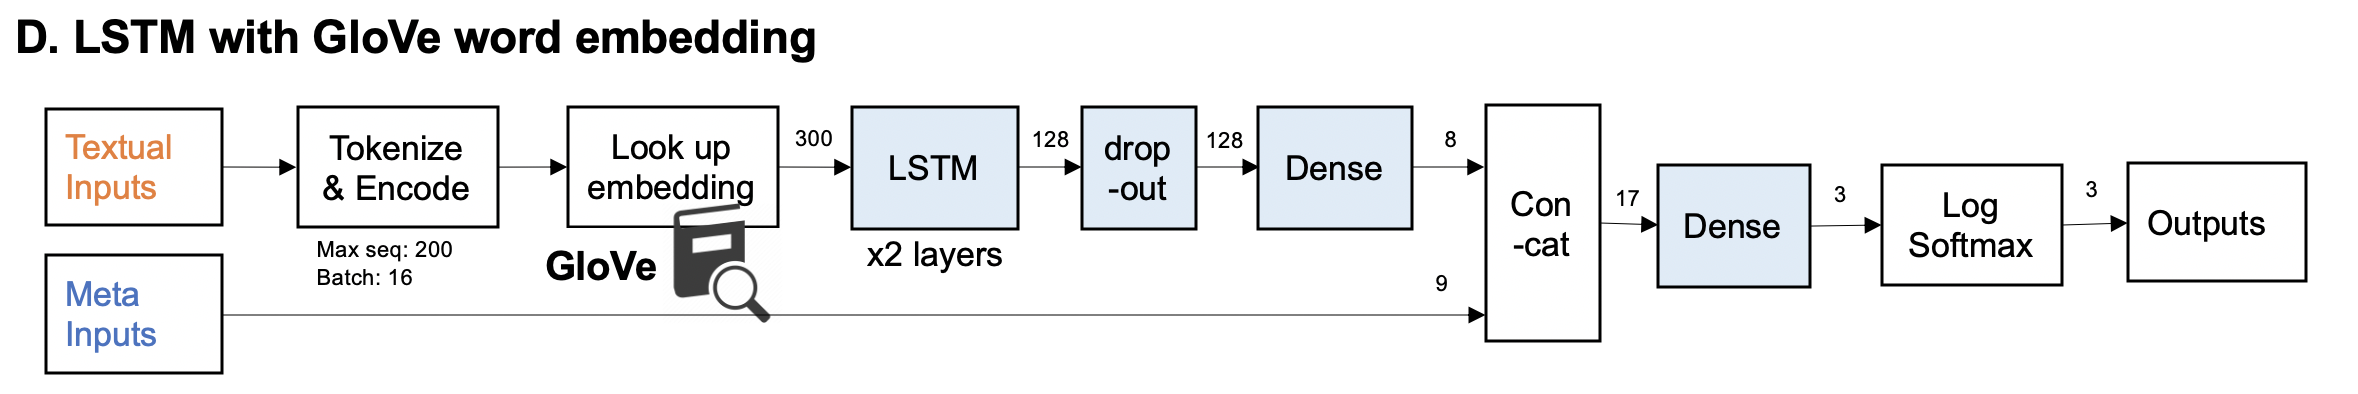 D. LSTM with GloVe word embedding
Textual
Inputs
Tokenize
& Encode
Max seq: 200
Batch: 16
Look up
embedding
GloVe
300
LSTM
x2 layers
128
drop
-out
128
Dense
8
Meta
Inputs
9
Con
-cat
17
Dense
3
Log
Softmax
3
Outputs